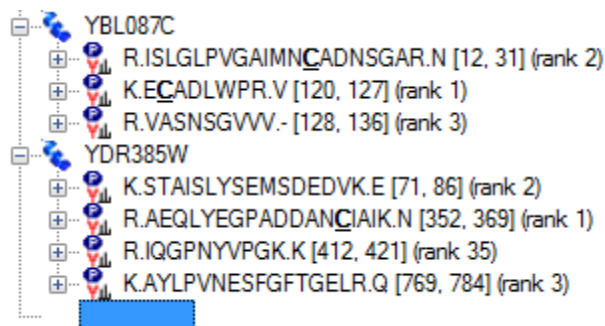 YBL087C
R.ISLGLPVGAIMNCADNSGAR.N [12, 31] (rank 2)
K.ECADLWPR.V [120, 127] (rank 1)
R.VASNSGVVV.- [128, 136] (rank 3)
YDR385W
K.STAISLYSEMSDEDVK.E [71, 86] (rank 2)
R.AEQLYEGPADDANCIAIK.N [352, 369] (rank 1)
R.IQGPNYVPGK.K [412, 421] (rank 35)
K.AYLPVNESFGFTGELR.Q [769, 784] (rank 3)